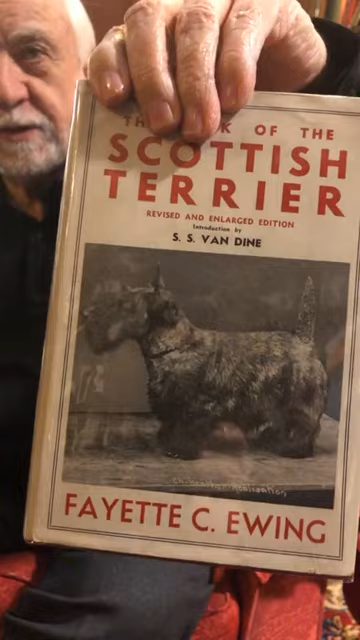 OF THE
SCOTTISH
TERRIER
REVISED AND ENLARGED EDITION
Introduction by
S. S. VAN DINE
FAYETTE C. EWING